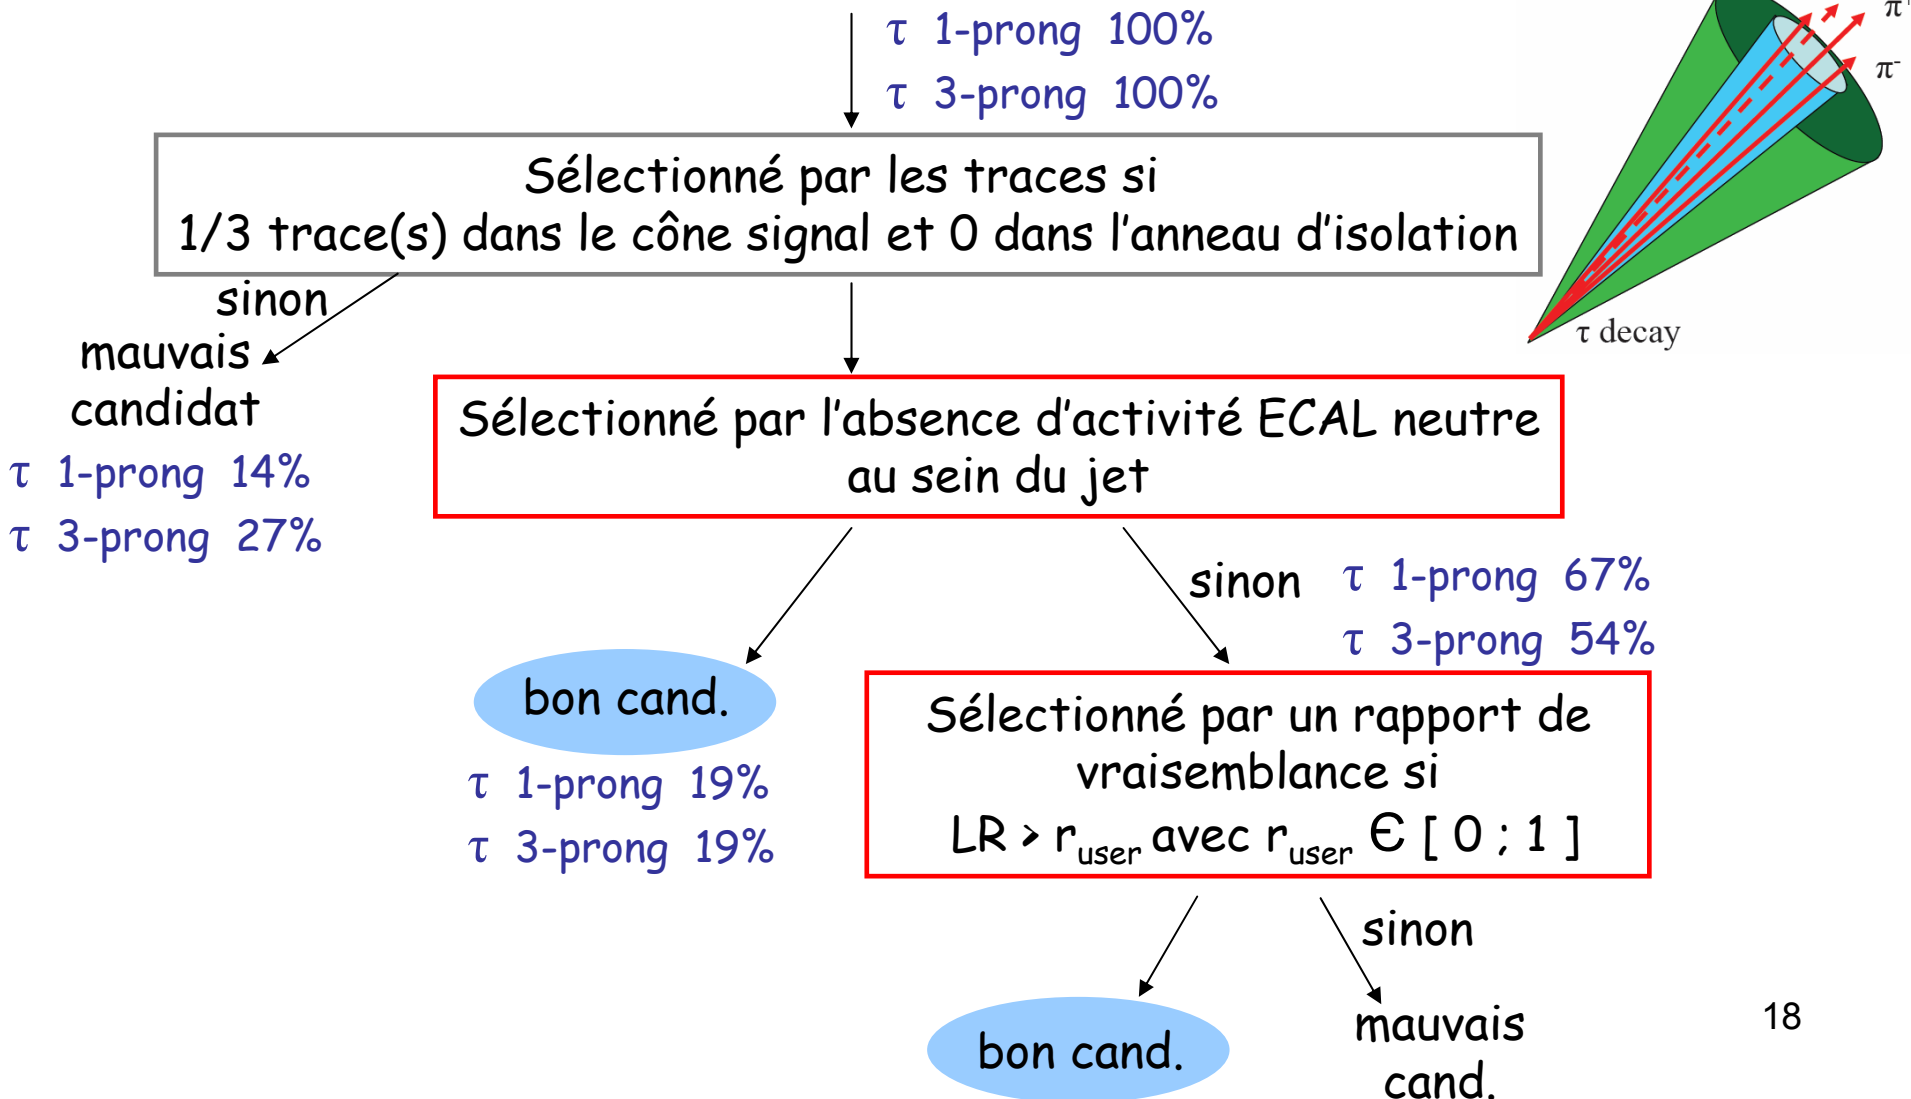 τ 1-prong 100%
τ 3-prong 100%
π⁺
π⁻
τ decay
Sélectionné par les traces si
1/3 trace(s) dans le cône signal et 0 dans l'anneau d'isolation
sinon
mauvais
candidat
τ 1-prong 14%
τ 3-prong 27%
Sélectionné par l'absence d'activité ECAL neutre
au sein du jet
sinon τ 1-prong 67%
τ 3-prong 54%
bon cand.
τ 1-prong 19%
τ 3-prong 19%
Sélectionné par un rapport de
vraisemblance si
LR > r_user avec r_user Є [ 0 ; 1 ]
sinon
bon cand.
mauvais
cand.
18